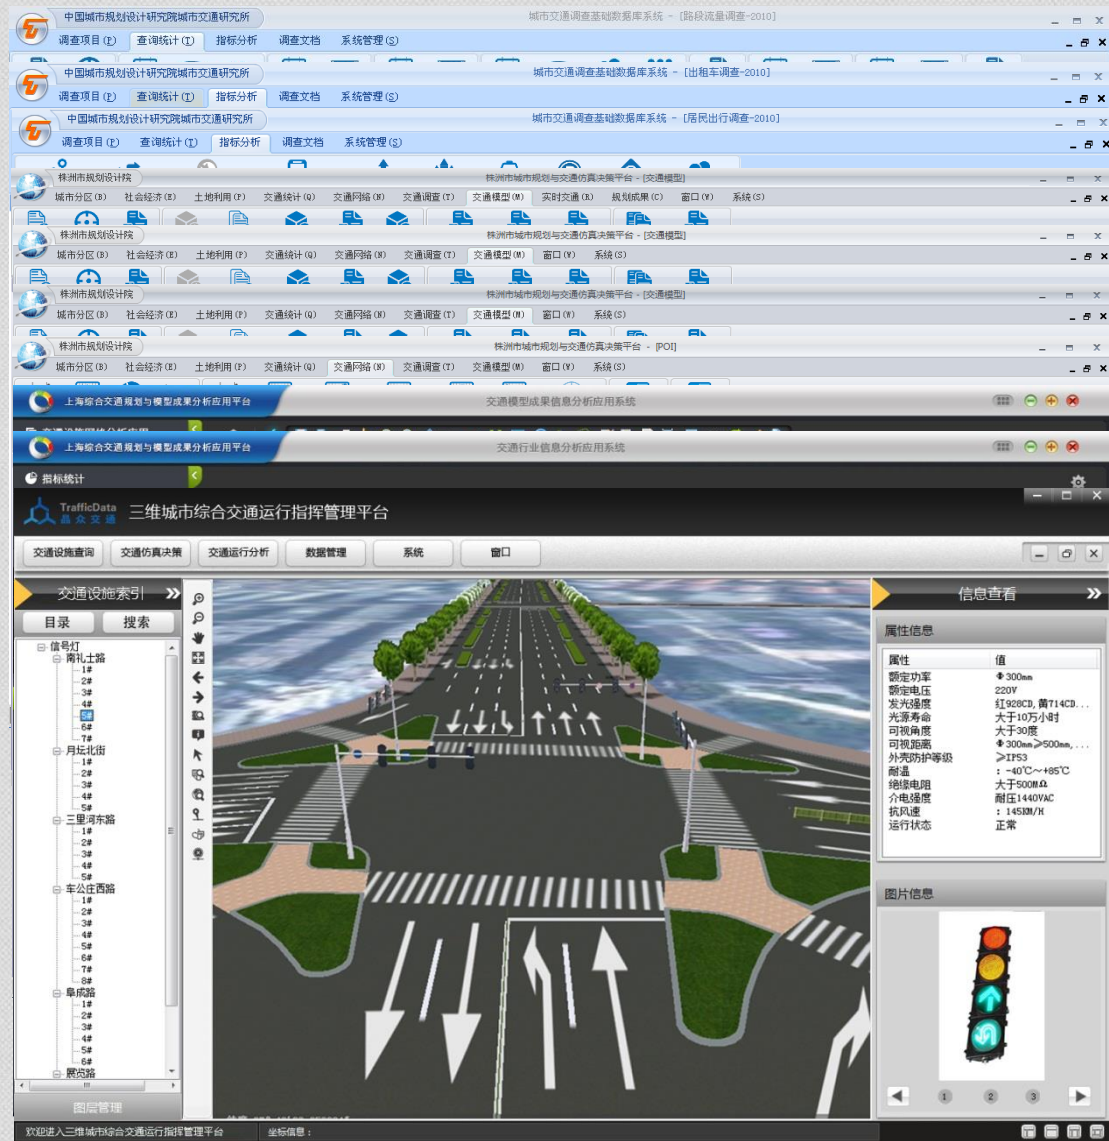 中国城市规划设计研究院城市交通研究所
城市交通调查基础数据库系统 - [路段流量调查-2010]
调查项目(P) 查询统计(I) 指标分析 调查文档 系统管理(S)
中国城市规划设计研究院城市交通研究所
城市交通调查基础数据库系统 - [出租车调查-2010]
调查项目(P) 查询统计(I) 指标分析 调查文档 系统管理(S)
中国城市规划设计研究院城市交通研究所
城市交通调查基础数据库系统 - [居民出行调查-2010]
调查项目(P) 查询统计(I) 指标分析 调查文档 系统管理(S)
株洲市规划设计院
株洲市城市规划与交通仿真决策平台 - [交通模型]
城市分区(B) 社会经济(E) 土地利用(P) 交通统计(Q) 交通网络(N) 交通调查(T) 交通模型(M) 实时交通(R) 规划成果(C) 窗口(W) 系统(S)
株洲市规划设计院
株洲市城市规划与交通仿真决策平台 - [交通模型]
城市分区(B) 社会经济(E) 土地利用(P) 交通统计(Q) 交通网络(N) 交通调查(T) 交通模型(M) 窗口(W) 系统(S)
株洲市规划设计院
株洲市城市规划与交通仿真决策平台 - [交通模型]
城市分区(B) 社会经济(E) 土地利用(P) 交通统计(Q) 交通网络(N) 交通调查(T) 交通模型(M) 窗口(W) 系统(S)
株洲市规划设计院
株洲市城市规划与交通仿真决策平台 - [POI]
城市分区(B) 社会经济(E) 土地利用(P) 交通统计(Q) 交通网络(N) 交通调查(T) 交通模型(M) 窗口(W) 系统(S)
上海综合交通规划与模型成果分析应用平台
交通模型成果信息分析应用系统
上海综合交通规划与模型成果分析应用平台
交通行业信息分析应用系统
指标统计
TrafficData
晶众交通
三维城市综合交通运行指挥管理平台
交通设施查询 交通仿真决策 交通运行分析 数据管理 系统 窗口
交通设施索引
目录 搜索
信号灯
南礼士路
1#
2#
3#
4#
5#
6#
7#
月坛北街
1#
2#
3#
4#
5#
三里河东路
1#
2#
3#
4#
5#
车公庄西路
1#
2#
3#
4#
5#
6#
7#
8#
阜成路
1#
2#
3#
4#
5#
6#
展览路
图层管理
信息查看
属性信息
属性 值
额定功率 Φ300mm
额定电压 220V
发光强度 红928CD,黄714CD...
光源寿命 大于10万小时
可视角度 大于30度
可视距离 Φ300mm≥500mm,...
外壳防护等级 ≥IP53
耐温 : -40℃～+85℃
绝缘电阻 大于500MΩ
介电强度 耐压1440VAC
抗风速 : 145KM/H
运行状态 正常
图片信息
1 2 3
欢迎进入三维城市综合交通运行指挥管理平台 坐标信息: